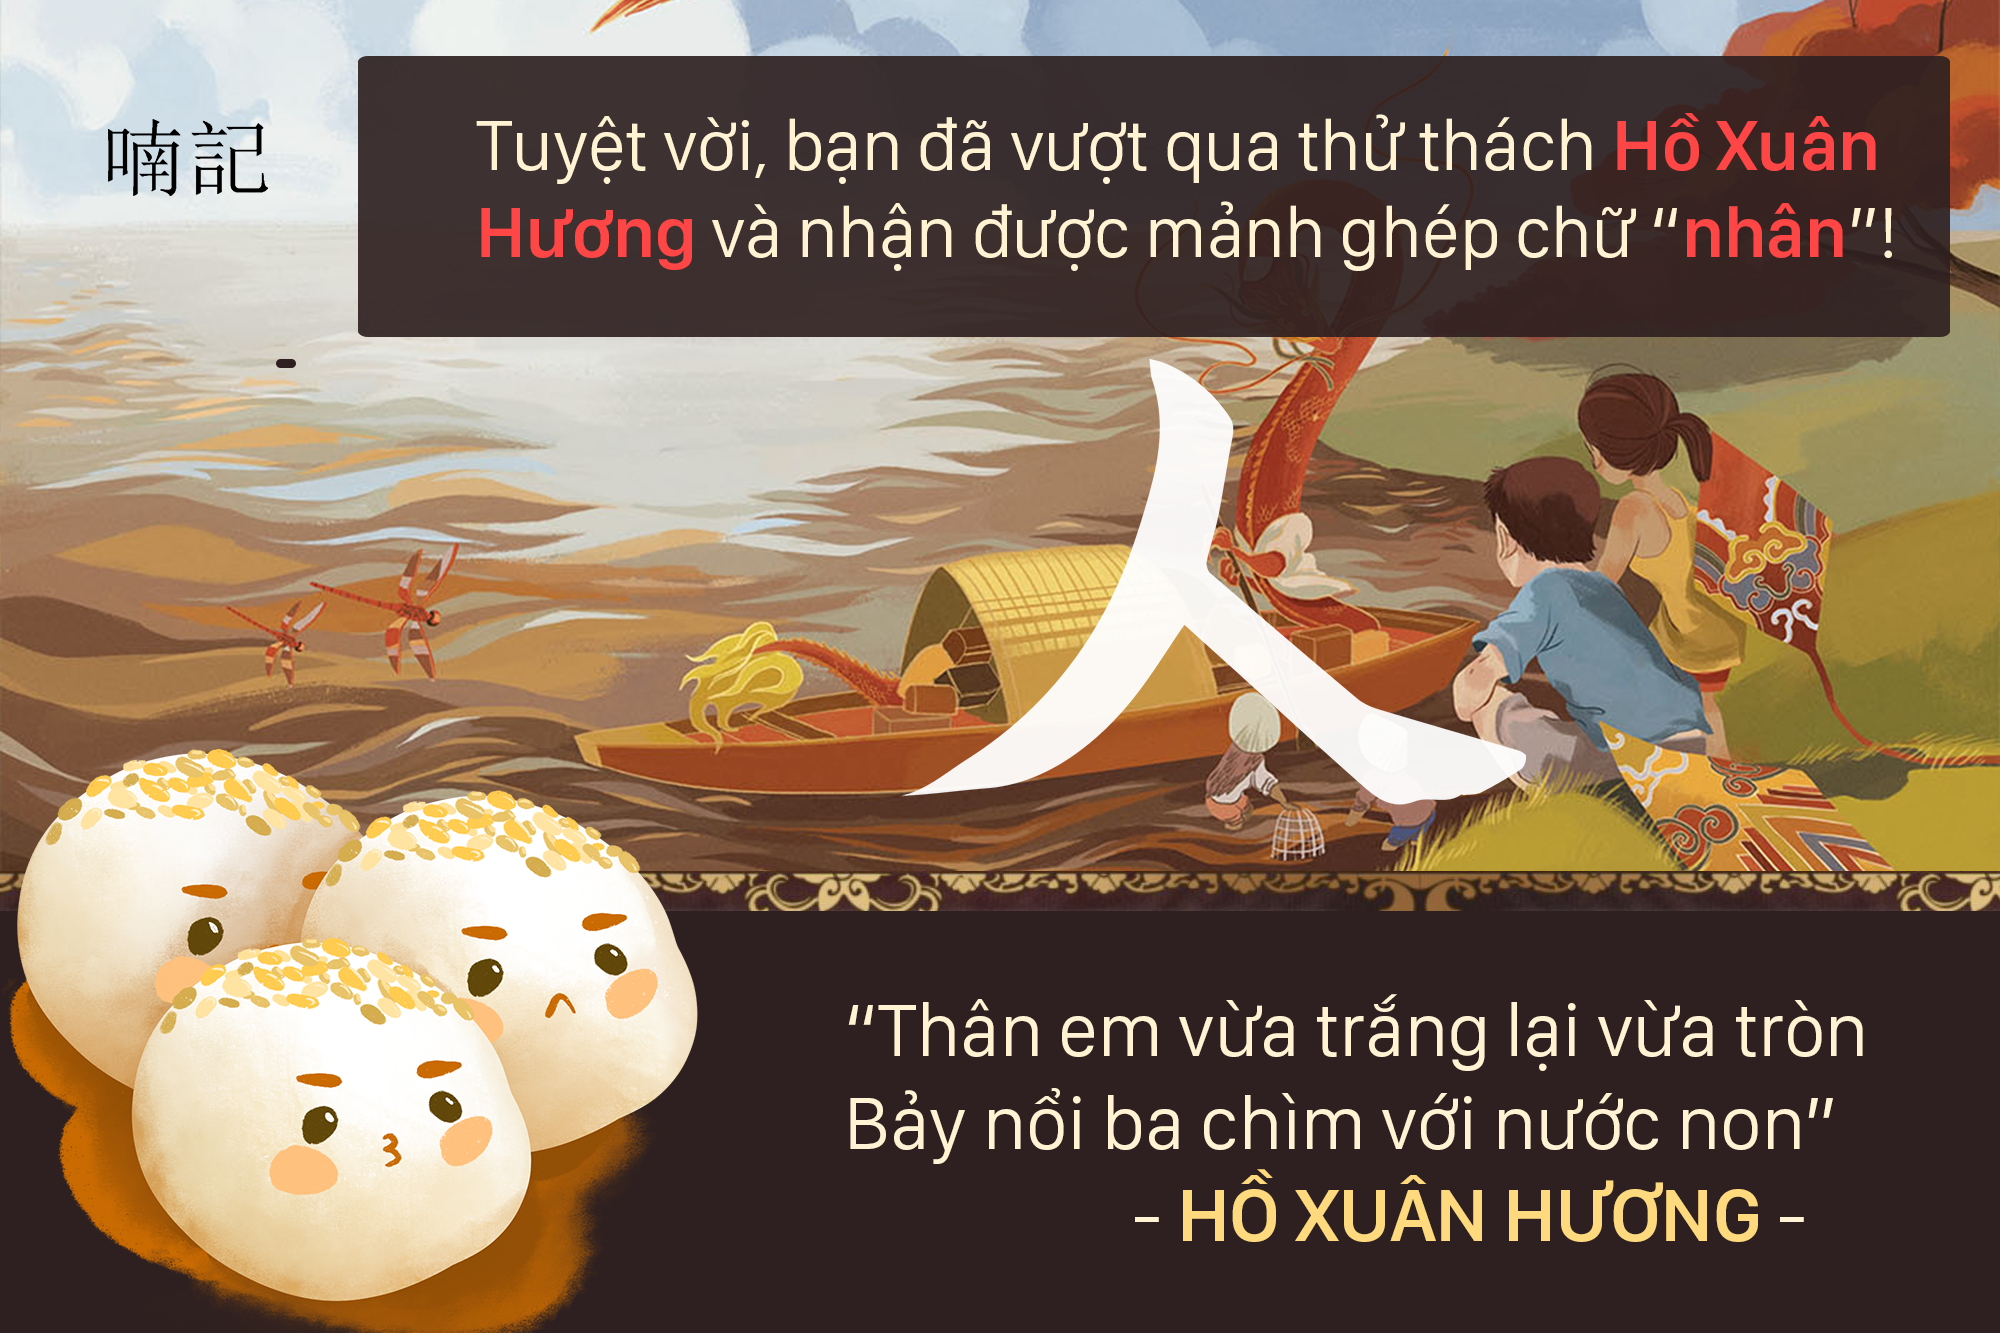 喃記
Tuyệt vời, bạn đã vượt qua thử thách Hồ Xuân
Hương và nhận được mảnh ghép chữ “nhân”!
人
“Thân em vừa trắng lại vừa tròn
Bảy nổi ba chìm với nước non”
- HỒ XUÂN HƯƠNG -